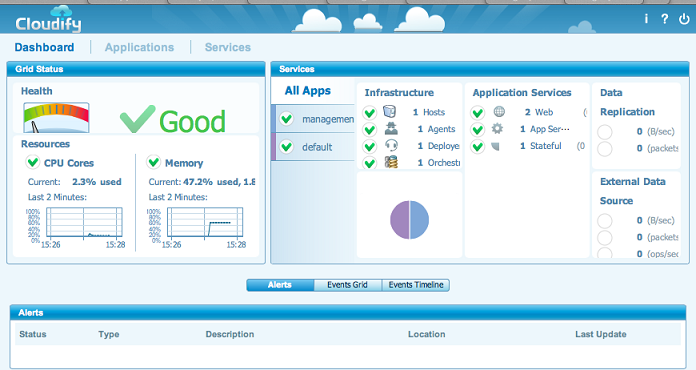 Cloudify
i ? 
Dashboard Applications Services
Grid Status
Health
Good
Resources
CPU Cores Memory
Current: 2.3% used Current: 47.2% used, 1.8
Last 2 Minutes: Last 2 Minutes:
100% 100%
80% 80%
60% 60%
40% 40%
20% 20%
0% 0%
15:26 15:28 15:26 15:28
Services
All Apps
managemen
default
Infrastructure
1 Hosts
1 Agents
1 Deploye
1 Orchestr
Application Services
2 Web (
1 App Ser...
1 Stateful (0
Data
Replication
0 (B/sec)
0 (packets
External Data
Source
0 (B/sec)
0 (packets
0 (ops/sec
Alerts Events Grid Events Timeline
Alerts
Status Type Description Location Last Update